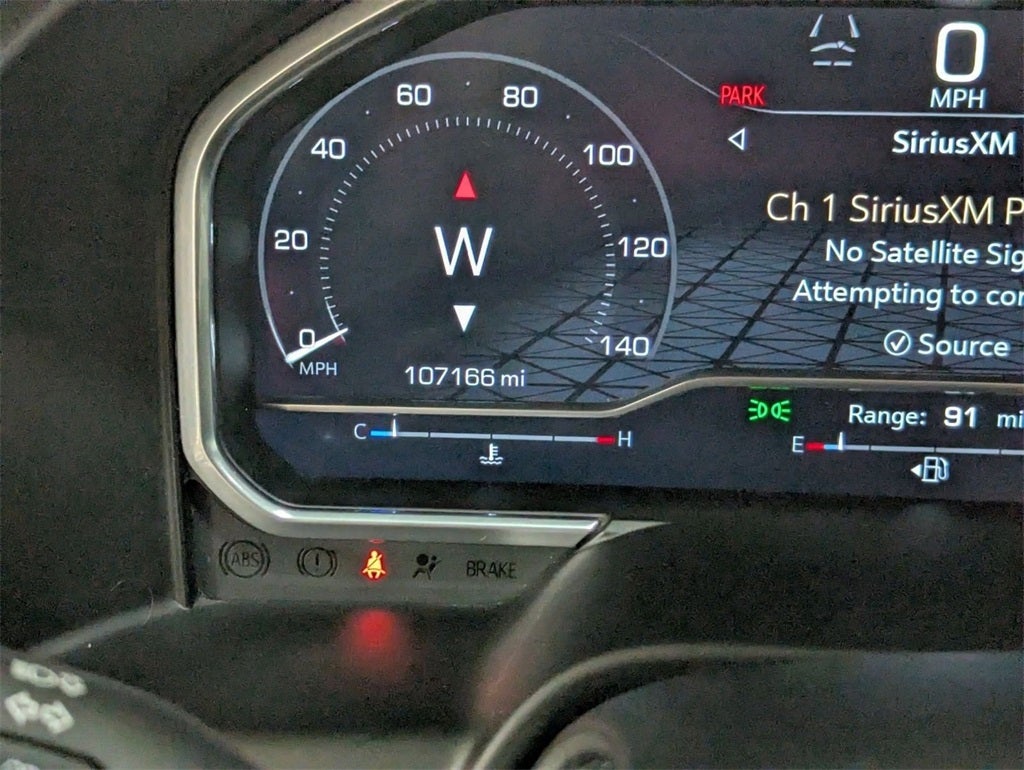 0
MPH
PARK
SiriusXM
Ch 1 SiriusXM P
No Satellite Sig
Attempting to con
Source
60 80
40 100
20 W 120
0 140
MPH
107166 mi
C H
Range: 91 mi
E
ABS BRAKE